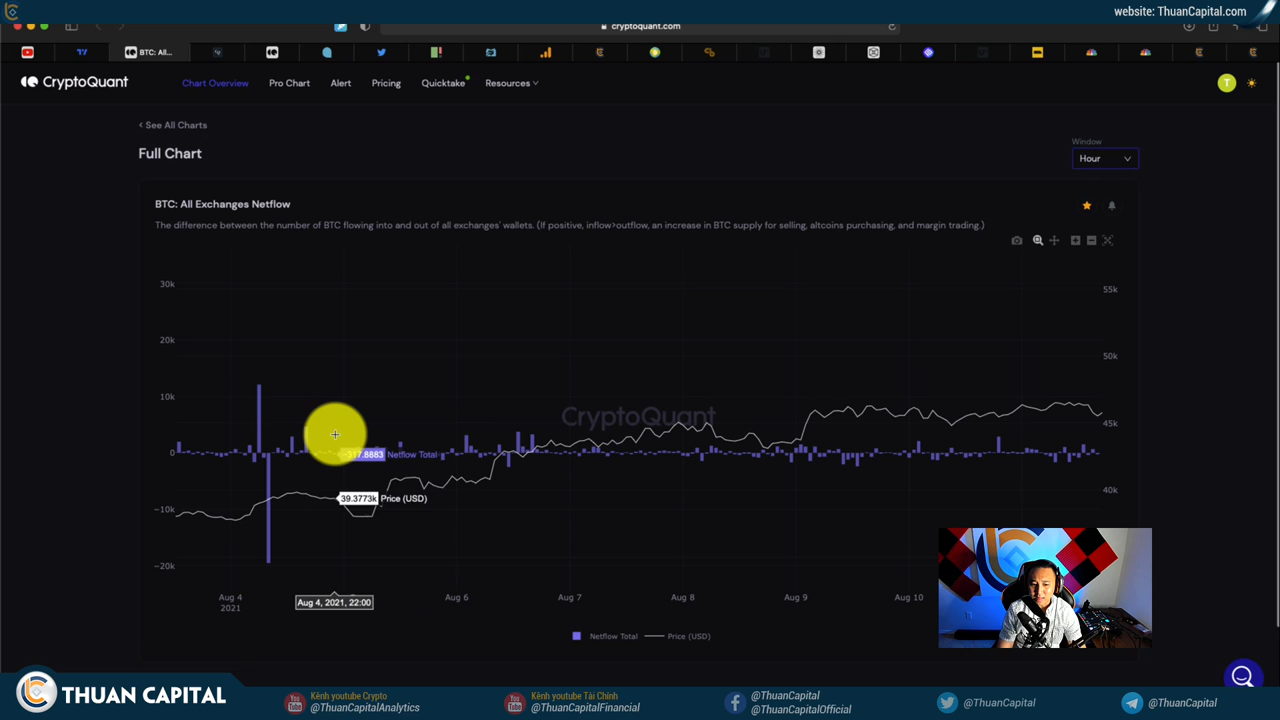 website: ThuanCapital.com
cryptoquant.com
BTC: All...
CryptoQuant
Chart Overview
Pro Chart
Alert
Pricing
Quicktake
Resources
T
< See All Charts
Full Chart
Window
Hour
BTC: All Exchanges Netflow
The difference between the number of BTC flowing into and out of all exchanges' wallets. (If positive, inflow>outflow, an increase in BTC supply for selling, altcoins purchasing, and margin trading.)
30k
55k
20k
50k
10k
CryptoQuant
45k
0
-317.8883 Netflow Total
40k
39.3773k Price (USD)
−10k
−20k
Aug 4
2021
Aug 4, 2021, 22:00
Aug 6
Aug 7
Aug 8
Aug 9
Aug 10
Netflow Total
Price (USD)
THUAN CAPITAL
Kênh youtube Crypto
@ThuanCapitalAnalytics
Kênh youtube Tài Chính
@ThuanCapitalFinancial
@ThuanCapital
@ThuanCapitalOfficial
@ThuanCapital
@ThuanCapital